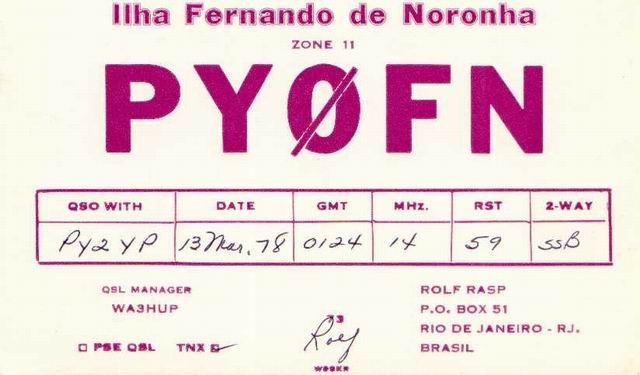 Ilha Fernando de Noronha
ZONE 11
PYØFN
QSO WITH DATE GMT MHz. RST 2-WAY
PY2YP 13 Mar, 78 0124 14 59 SSB
QSL MANAGER
WA3HUP
ROLF RASP
P.O. BOX 51
RIO DE JANEIRO - RJ.
BRASIL
73
Rolf
PSE QSL TNX